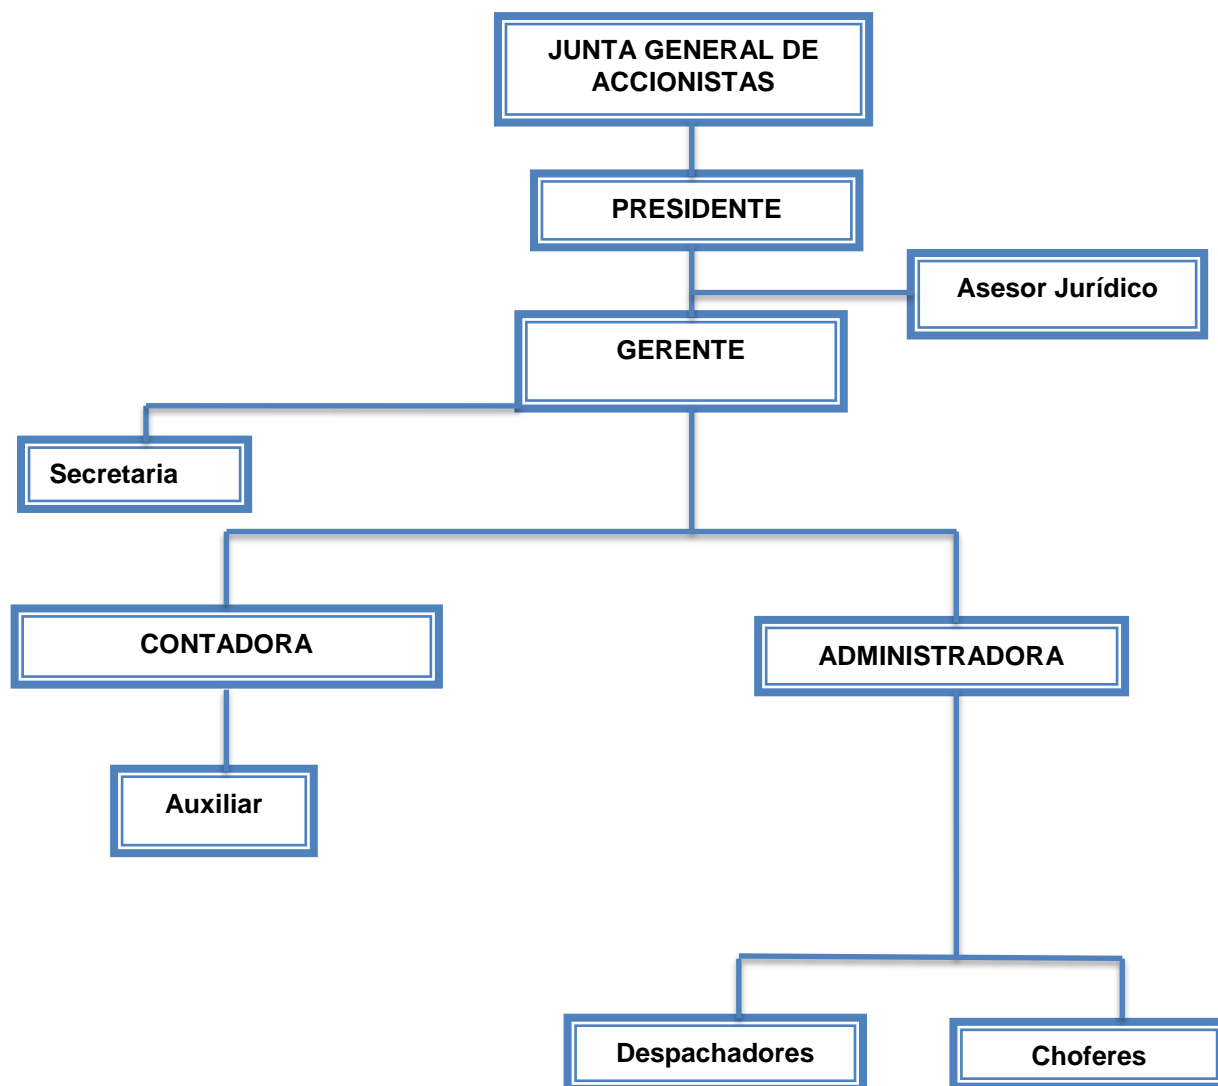 JUNTA GENERAL DE
ACCIONISTAS
PRESIDENTE
Asesor Jurídico
GERENTE
Secretaria
CONTADORA
ADMINISTRADORA
Auxiliar
Despachadores
Choferes